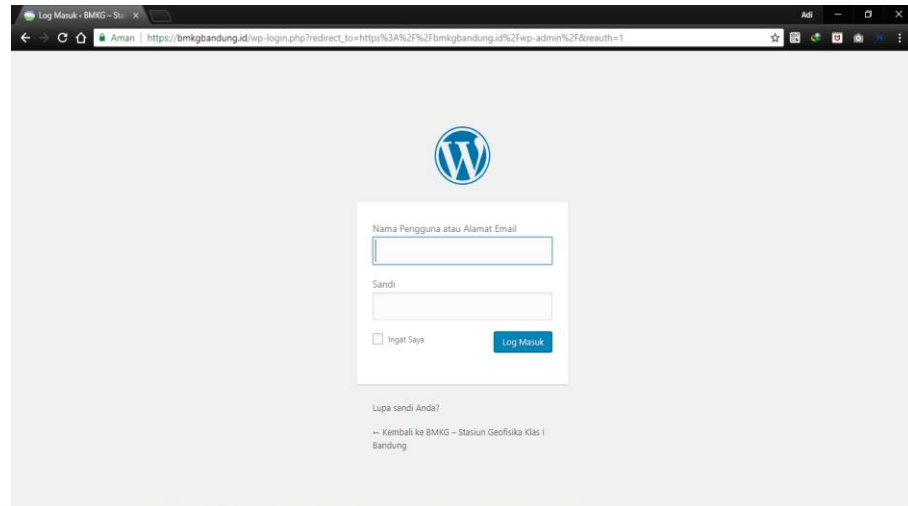 Log Masuk ‹ BMKG – Sta
Adi
Aman | https://bmkgbandung.id/wp-login.php?redirect_to=https%3A%2F%2Fbmkgbandung.id%2Fwp-admin%2F&reauth=1
Nama Pengguna atau Alamat Email
Sandi
Ingat Saya
Log Masuk
Lupa sandi Anda?
← Kembali ke BMKG – Stasiun Geofisika Klas I
Bandung